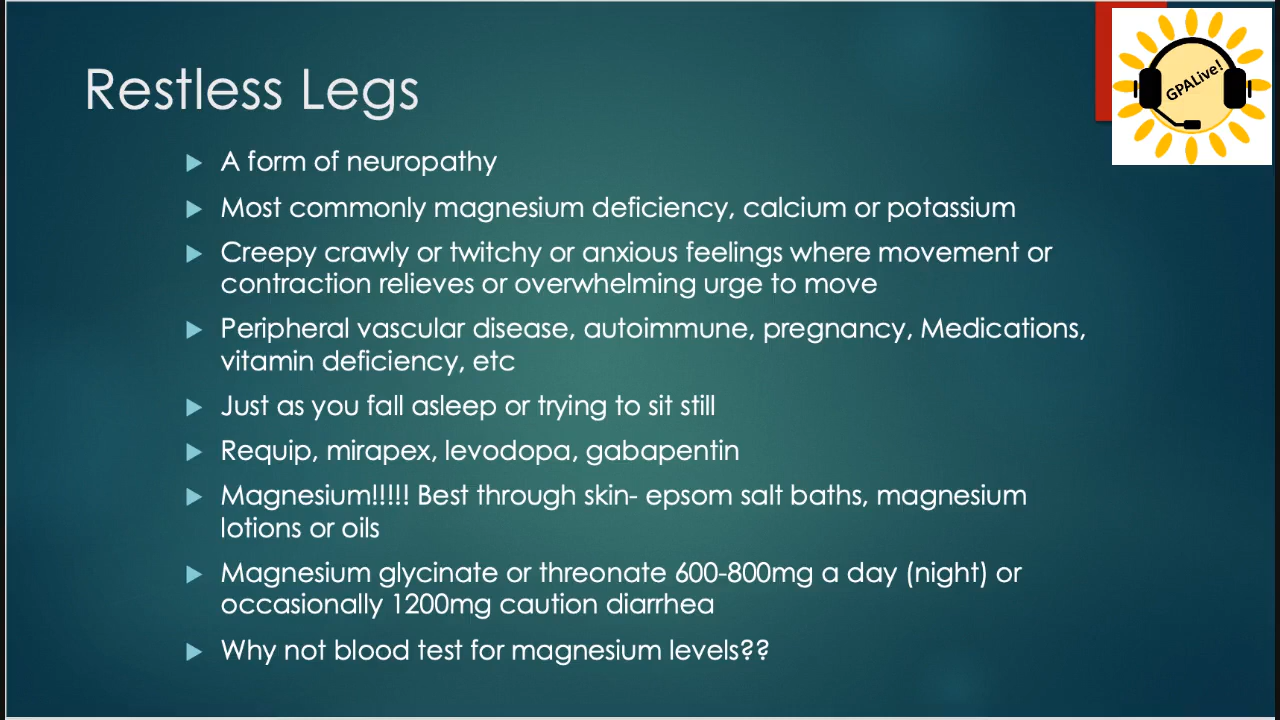 Restless Legs
GPALive!
A form of neuropathy
Most commonly magnesium deficiency, calcium or potassium
Creepy crawly or twitchy or anxious feelings where movement or
contraction relieves or overwhelming urge to move
Peripheral vascular disease, autoimmune, pregnancy, Medications,
vitamin deficiency, etc
Just as you fall asleep or trying to sit still
Requip, mirapex, levodopa, gabapentin
Magnesium!!!!! Best through skin- epsom salt baths, magnesium
lotions or oils
Magnesium glycinate or threonate 600-800mg a day (night) or
occasionally 1200mg caution diarrhea
Why not blood test for magnesium levels??